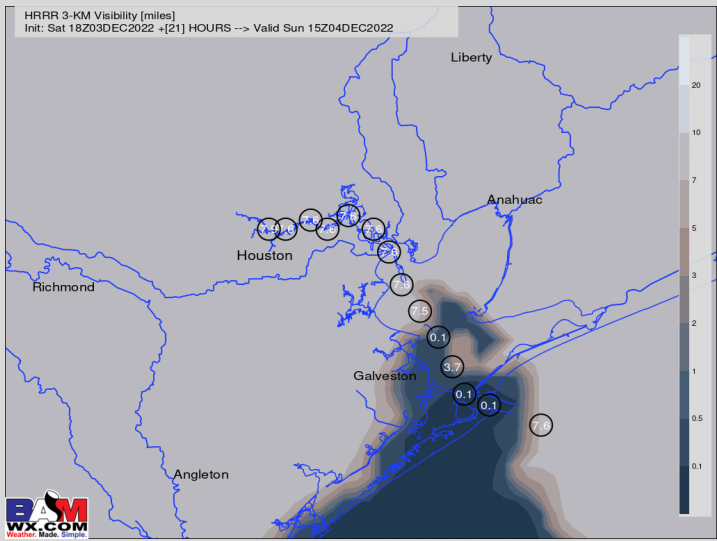 HRRR 3-KM Visibility [miles]
Init: Sat 18Z03DEC2022 +[21] HOURS --> Valid Sun 15Z04DEC2022
Liberty
20
10
7
Anahuac
5
Houston
3
Richmond
7.5
2
0.1
3.7
1
Galveston
0.1
0.1
0.5
7.6
0.1
Angleton
BAM
WX.COM
Weather. Made. Simple.